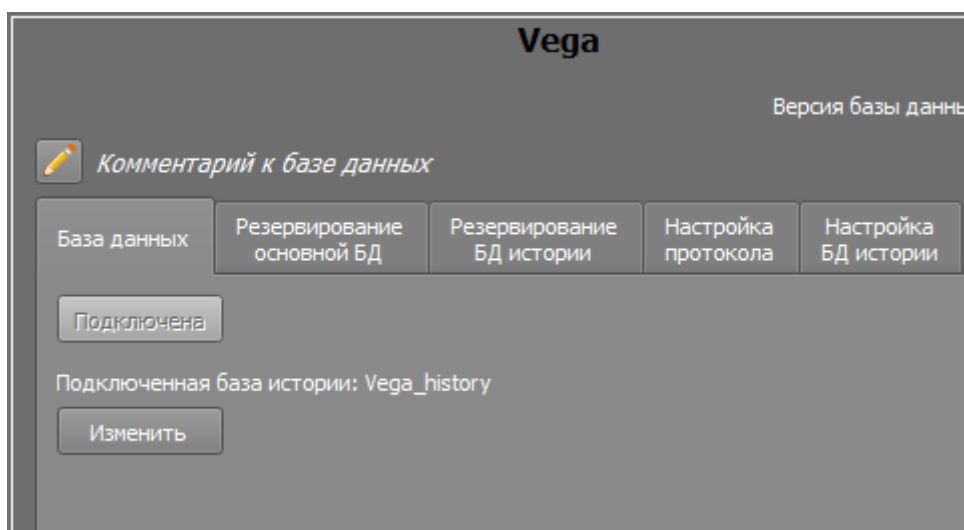 Vega
Версия базы
Комментарий к базе данных
База данных
Резервирование
основной БД
Резервирование
БД истории
Настройка
протокола
Настройка
БД истории
Подключена
Подключенная база истории: Vega_history
Изменить